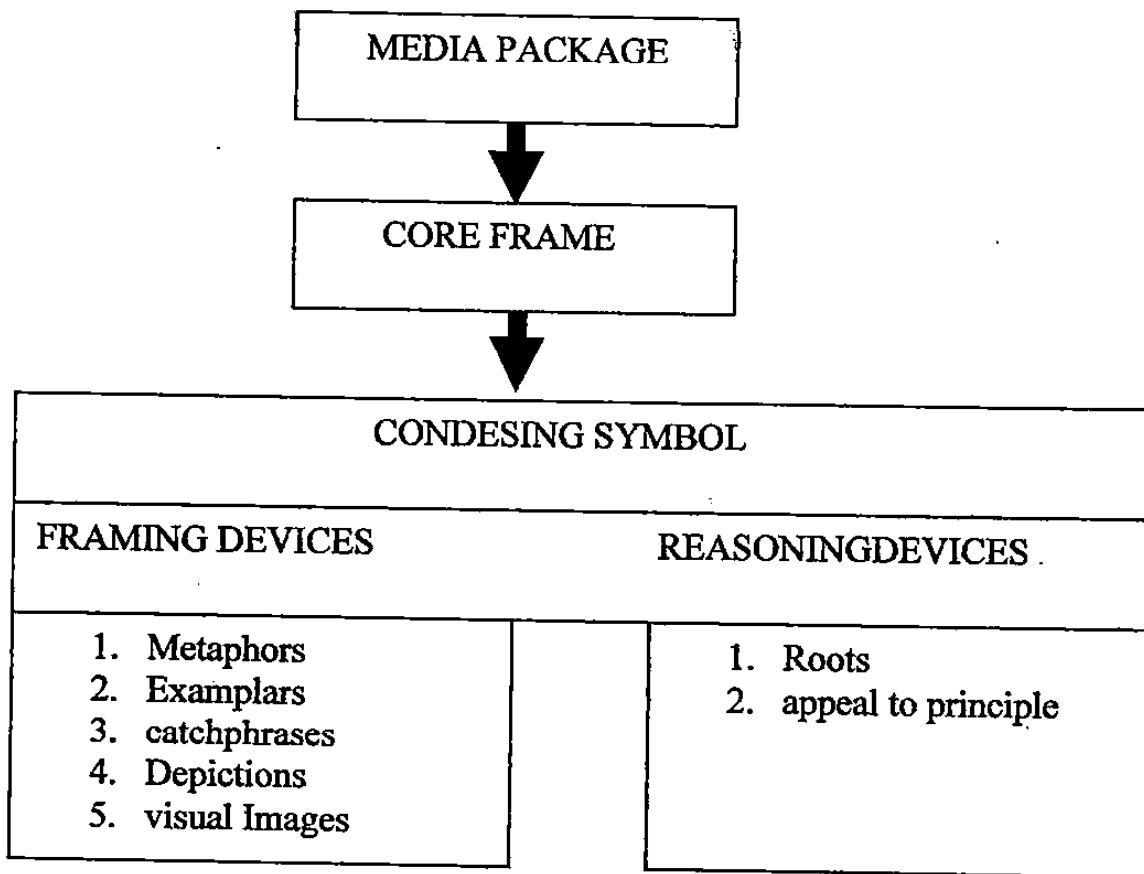 MEDIA PACKAGE
CORE FRAME
CONDESING SYMBOL
FRAMING DEVICES
REASONINGDEVICES
1. Metaphors
2. Examplars
3. catchphrases
4. Depictions
5. visual Images
1. Roots
2. appeal to principle